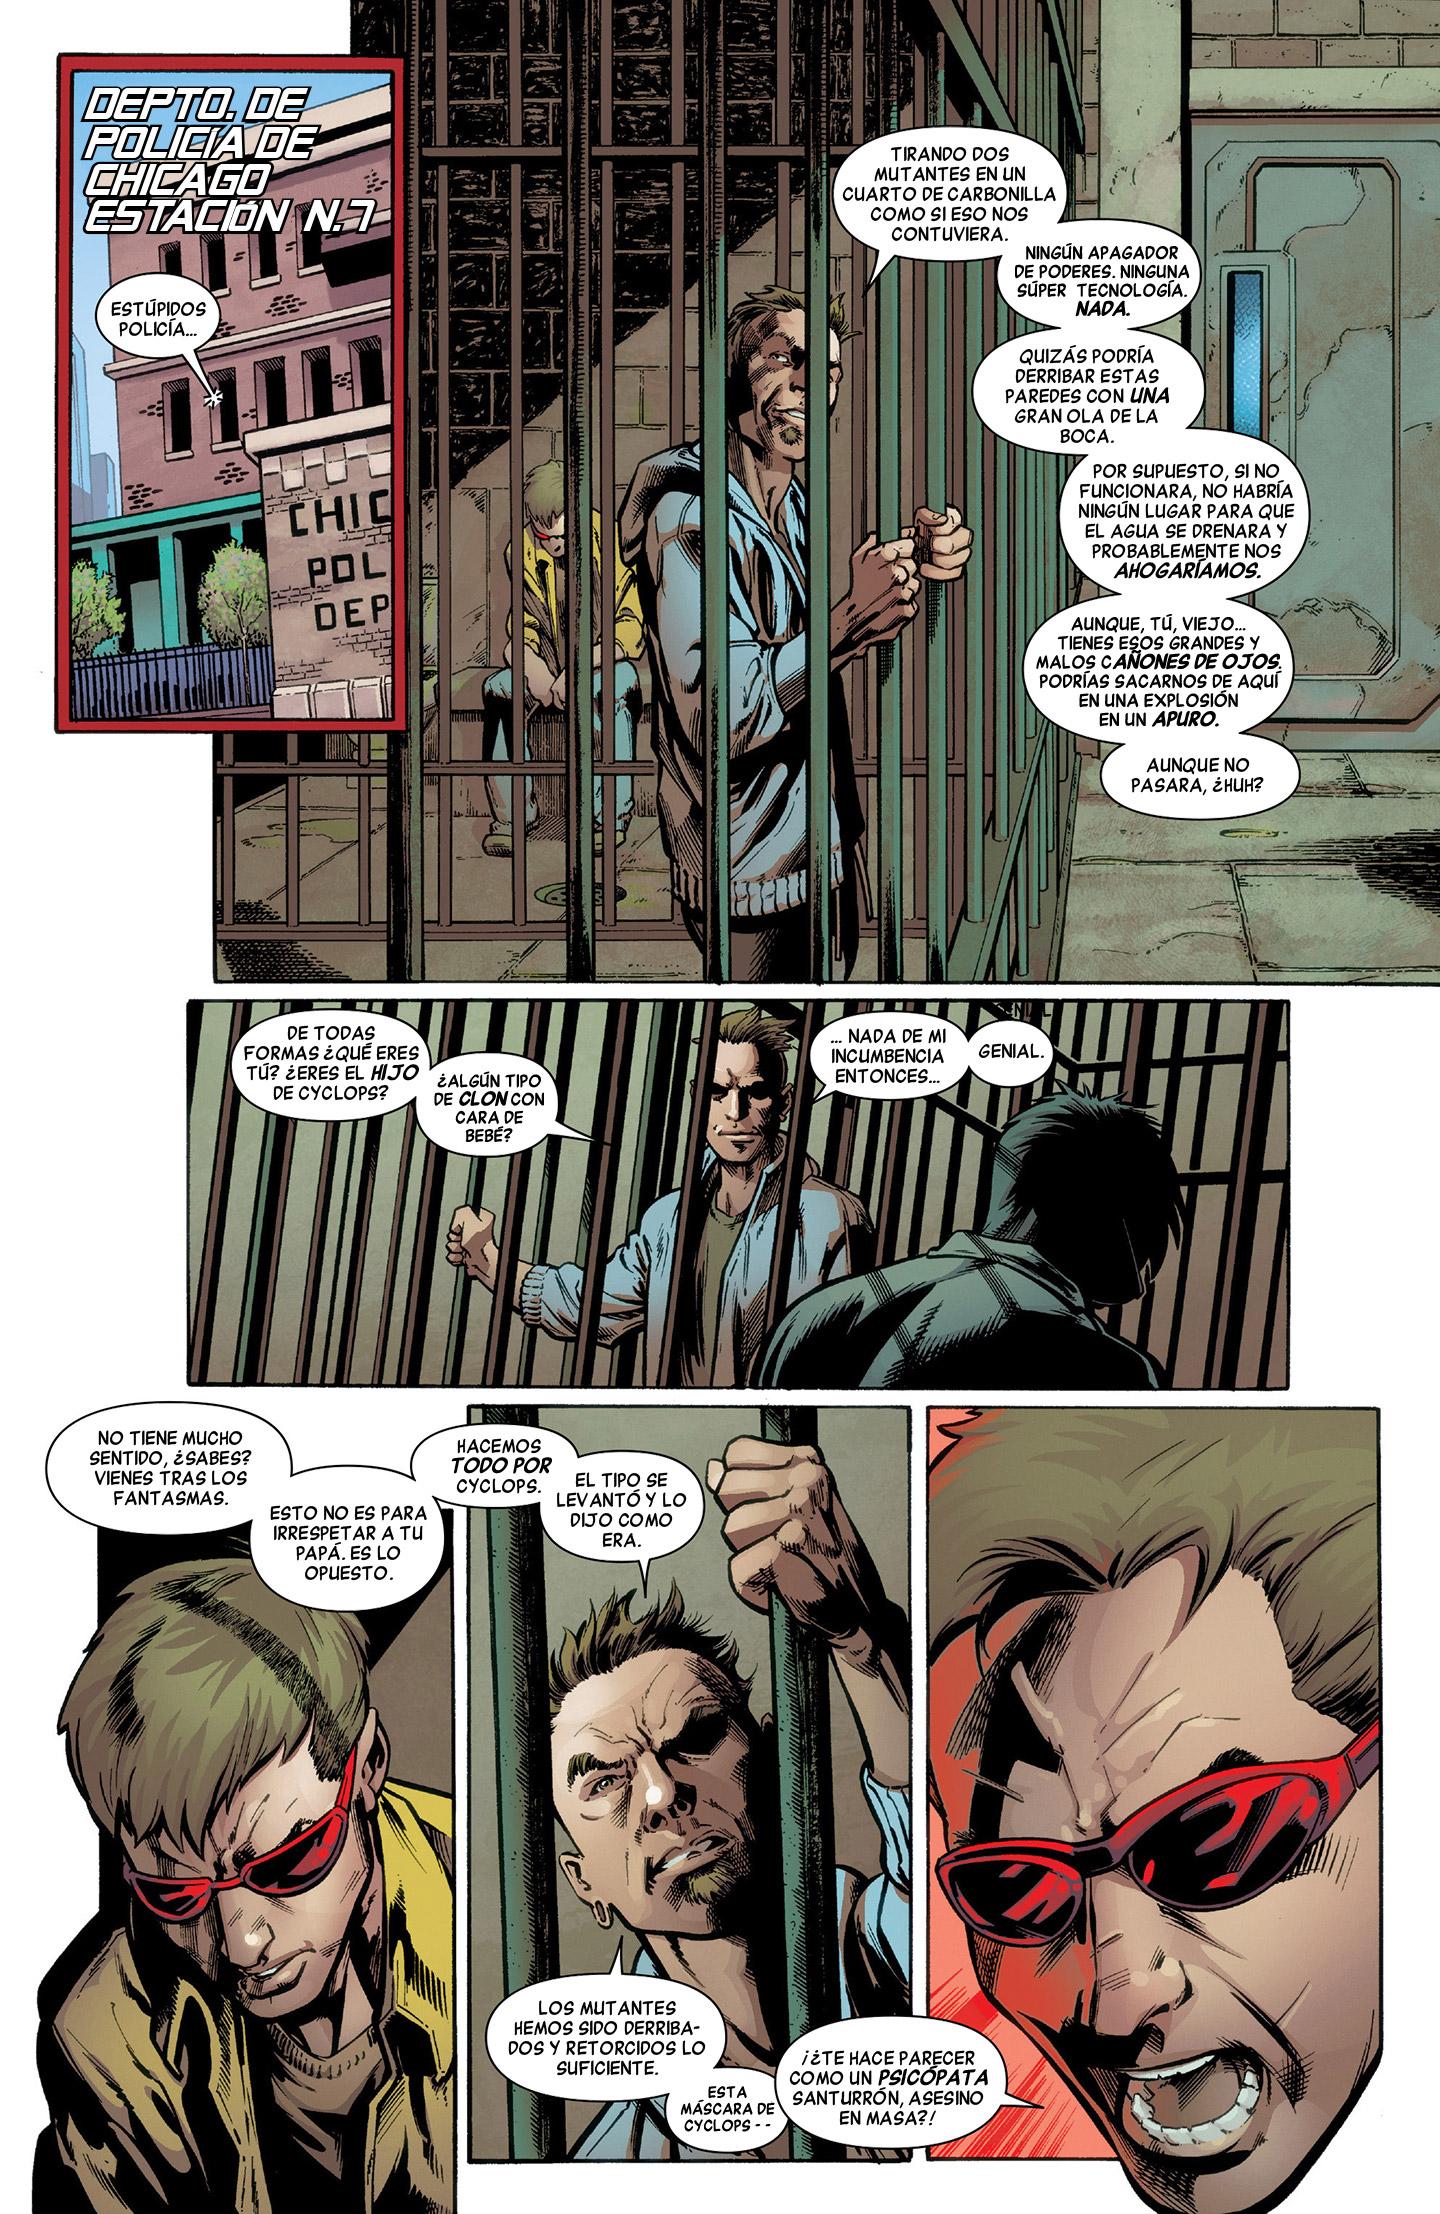 DEPTO. DE
POLICÍA DE
CHICAGO
ESTACIÓN N.7
ESTÚPIDOS
POLICÍA...
CHIC
POL
DEP
TIRANDO DOS
MUTANTES EN UN
CUARTO DE CARBONILLA
COMO SI ESO NOS
CONTUVIERA.
NINGÚN APAGADOR
DE PODERES. NINGUNA
SÚPER TECNOLOGÍA.
NADA.
QUIZÁS PODRÍA
DERRIBAR ESTAS
PAREDES CON UNA
GRAN OLA DE LA
BOCA.
POR SUPUESTO, SI NO
FUNCIONARA, NO HABRÍA
NINGÚN LUGAR PARA QUE
EL AGUA SE DRENARA Y
PROBABLEMENTE NOS
AHOGARÍAMOS.
AUNQUE, TÚ, VIEJO...
TIENES ESOS GRANDES Y
MALOS CAÑONES DE OJOS.
PODRÍAS SACARNOS DE AQUÍ
EN UNA EXPLOSIÓN
EN UN APURO.
AUNQUE NO
PASARA, ¿HUH?
DE TODAS
FORMAS ¿QUÉ ERES
TÚ? ¿ERES EL HIJO
DE CYCLOPS?
¿ALGÚN TIPO
DE CLON CON
CARA DE
BEBÉ?
... NADA DE MI
INCUMBENCIA
ENTONCES...
GENIAL.
NO TIENE MUCHO
SENTIDO, ¿SABES?
VIENES TRAS LOS
FANTASMAS.
ESTO NO ES PARA
IRRESPETAR A TU
PAPÁ. ES LO
OPUESTO.
HACEMOS
TODO POR
CYCLOPS.
EL TIPO SE
LEVANTÓ Y LO
DIJO COMO
ERA.
LOS MUTANTES
HEMOS SIDO DERRIBA-
DOS Y RETORCIDOS LO
SUFICIENTE.
ESTA
MÁSCARA DE
CYCLOPS - -
¡¿TE HACE PARECER
COMO UN PSICÓPATA
SANTURRÓN, ASESINO
EN MASA?!